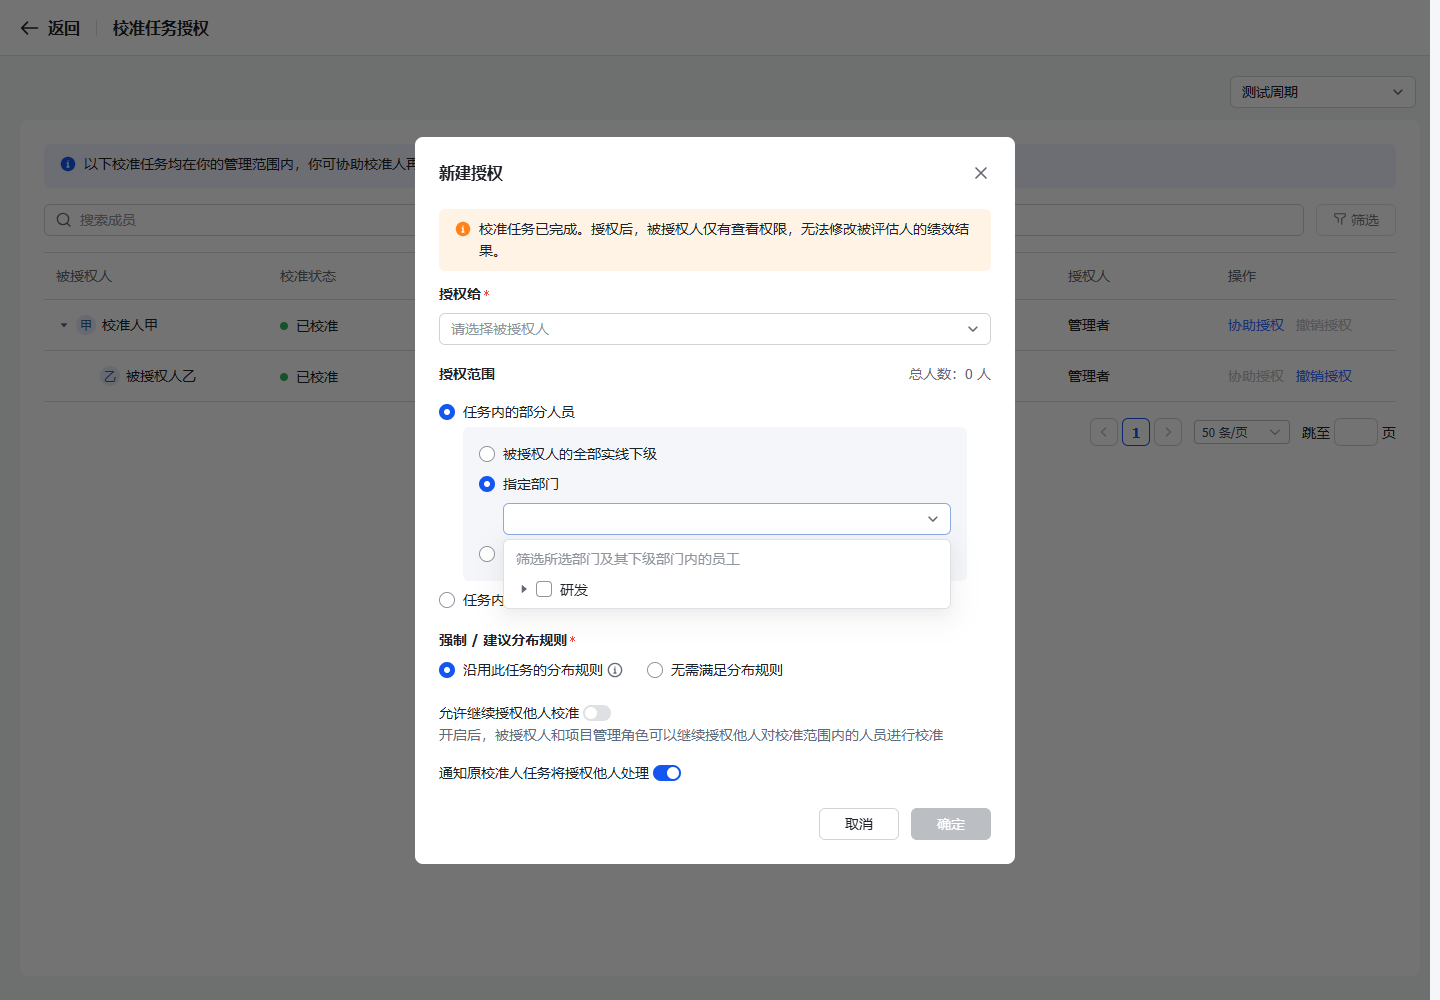 返回 校准任务授权
测试周期
以下校准任务均在你的管理范围内，你可协助校准人再
搜索成员 筛选
被授权人 校准状态 授权人 操作
甲 校准人甲 已校准 管理者 协助授权 撤销授权
乙 被授权人乙 已校准 管理者 协助授权 撤销授权
1 50 条/页 跳至 页
新建授权
校准任务已完成。授权后，被授权人仅有查看权限，无法修改被评估人的绩效结
果。
授权给*
请选择被授权人
授权范围 总人数：0 人
任务内的部分人员
被授权人的全部实线下级
指定部门
筛选所选部门及其下级部门内的员工
研发
任务内
强制 / 建议分布规则*
沿用此任务的分布规则 无需满足分布规则
允许继续授权他人校准
开启后，被授权人和项目管理角色可以继续授权他人对校准范围内的人员进行校准
通知原校准人任务将授权他人处理
取消 确定